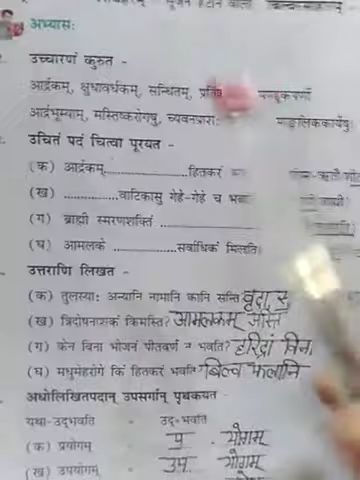 अभ्यासः
उच्चारणं कुरुत -
आर्द्रकम्, क्षुधावर्धकम्, सन्धितम्,
आर्द्रभूम्याम्, मस्तिष्करोगेषु, च्यवनप्राशः
उचितं पदं चित्वा पूरयत -
(क) आर्द्रकम्..................हितकरं
(ख) ...............वाटिकासु गेहे-गेहे च
(ग) ब्राह्मी स्मरणशक्तिं ..................
(घ) आमलके ................सर्वाधिकं मिलति।
उत्तराणि लिखत -
(क) तुलस्याः अन्यानि नामानि कानि सन्ति वृंदा
(ख) त्रिदोषनाशकं किमस्ति? आमलकम् अस्ति
(ग) केन विना भोजनं पीतवर्णं न भवति? हरिद्रां विना
(घ) मधुमेहरोगे किं हितकरं भवति? बिल्व फलानि
अधोलिखितपदान् उपसर्गान् पृथक्कुरुत -
यथा-उद्भवति - उद्+भवति
(क) प्रयोगम् - प्र . योगम्
(ख) उपयोगम् - उप योगम्